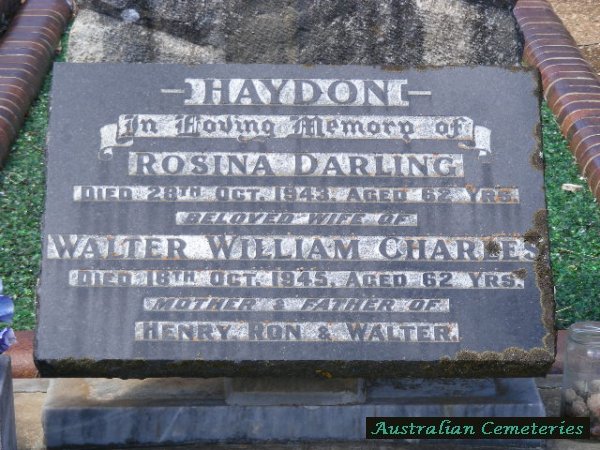 -HAYDON-
In Loving Memory of
ROSINA DARLING
DIED 28TH OCT. 1943, AGED 62 YRS.
BELOVED WIFE OF
WALTER WILLIAM CHARLES
DIED 18TH OCT. 1945, AGED 62 YRS.
MOTHER & FATHER OF
HENRY, RON & WALTER.
Australian Cemeteries